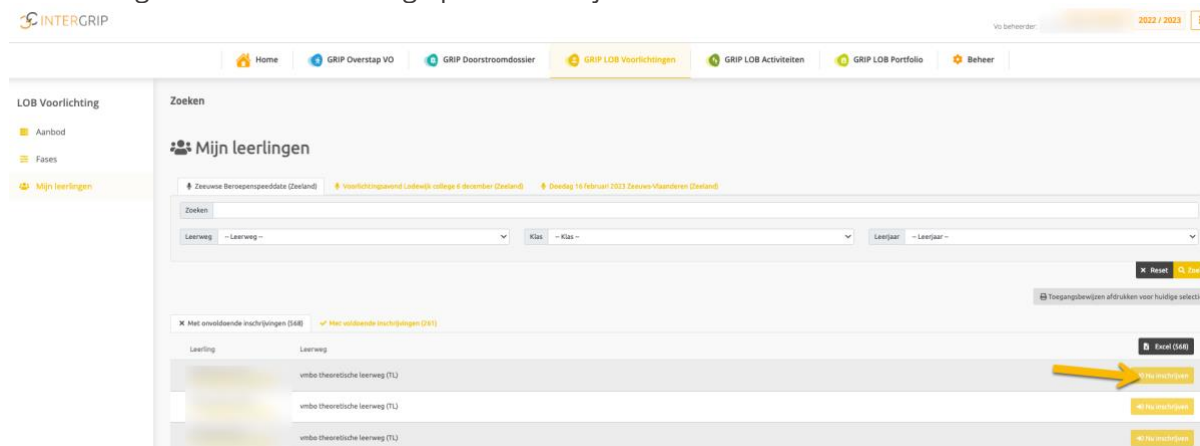 INTERGRIP
Vo beheerder:
2022 / 2023
Home
GRIP Overstap VO
GRIP Doorstroomdossier
GRIP LOB Voorlichtingen
GRIP LOB Activiteiten
GRIP LOB Portfolio
Beheer
LOB Voorlichting
Aanbod
Fases
Mijn leerlingen
Zoeken
Mijn leerlingen
Zeeuwse Beroepenspeeddate (Zeeland)
Voorlichtingsavond Lodewijk college 6 december (Zeeland)
Doedag 16 februari 2023 Zeeuws-Vlaanderen (Zeeland)
Zoeken
Leerweg -- Leerweg --
Klas -- Klas --
Leerjaar -- Leerjaar --
Reset
Toegangsbewijzen afdrukken voor huidige
Met onvoldoende inschrijvingen (568)
Met voldoende inschrijvingen (261)
Leerling
Leerweg
Excel (568)
vmbo theoretische leerweg (TL)
Nu inschrijven
vmbo theoretische leerweg (TL)
Nu inschrijven
vmbo theoretische leerweg (TL)
Nu inschrijven